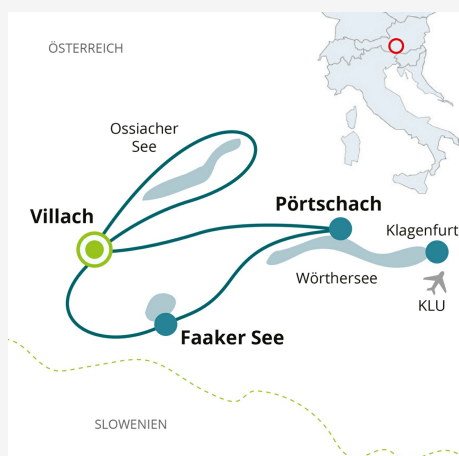 ÖSTERREICH
Ossiacher
See
Villach
Pörtschach
Klagenfurt
Wörthersee
KLU
Faaker See
SLOWENIEN